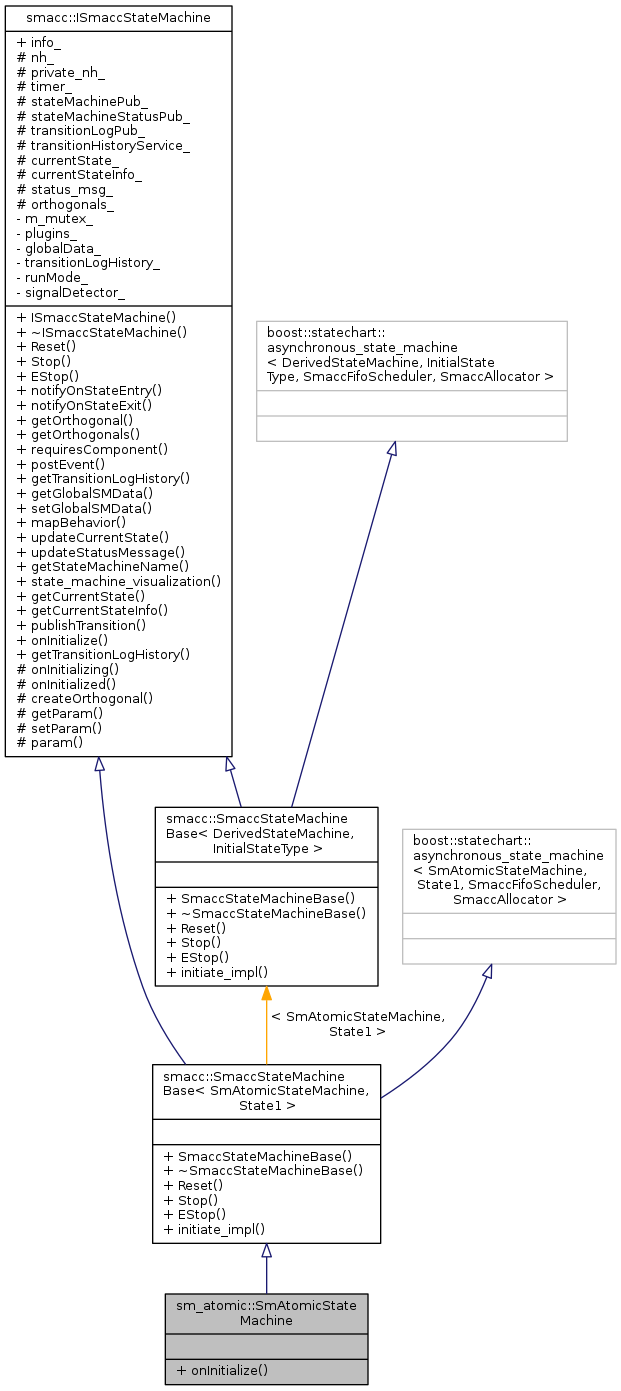 smacc::ISmaccStateMachine
+ info_
# nh_
# private_nh_
# timer_
# stateMachinePub_
# stateMachineStatusPub_
# transitionLogPub_
# transitionHistoryService_
# currentState_
# currentStateInfo_
# status_msg_
# orthogonals_
- m_mutex_
- plugins_
- globalData_
- transitionLogHistory_
- runMode_
- signalDetector_
+ ISmaccStateMachine()
+ ~ISmaccStateMachine()
+ Reset()
+ Stop()
+ EStop()
+ notifyOnStateEntry()
+ notifyOnStateExit()
+ getOrthogonal()
+ getOrthogonals()
+ requiresComponent()
+ postEvent()
+ getTransitionLogHistory()
+ getGlobalSMData()
+ setGlobalSMData()
+ mapBehavior()
+ updateCurrentState()
+ updateStatusMessage()
+ getStateMachineName()
+ state_machine_visualization()
+ getCurrentState()
+ getCurrentStateInfo()
+ publishTransition()
+ onInitialize()
+ getTransitionLogHistory()
# onInitializing()
# onInitialized()
# createOrthogonal()
# getParam()
# setParam()
# param()
boost::statechart::
asynchronous_state_machine
< DerivedStateMachine, InitialState
Type, SmaccFifoScheduler, SmaccAllocator >
smacc::SmaccStateMachine
Base< DerivedStateMachine,
InitialStateType >
+ SmaccStateMachineBase()
+ ~SmaccStateMachineBase()
+ Reset()
+ Stop()
+ EStop()
+ initiate_impl()
boost::statechart::
asynchronous_state_machine
< SmAtomicStateMachine,
State1, SmaccFifoScheduler,
SmaccAllocator >
< SmAtomicStateMachine,
State1 >
smacc::SmaccStateMachine
Base< SmAtomicStateMachine,
State1 >
+ SmaccStateMachineBase()
+ ~SmaccStateMachineBase()
+ Reset()
+ Stop()
+ EStop()
+ initiate_impl()
sm_atomic::SmAtomicState
Machine
+ onInitialize()